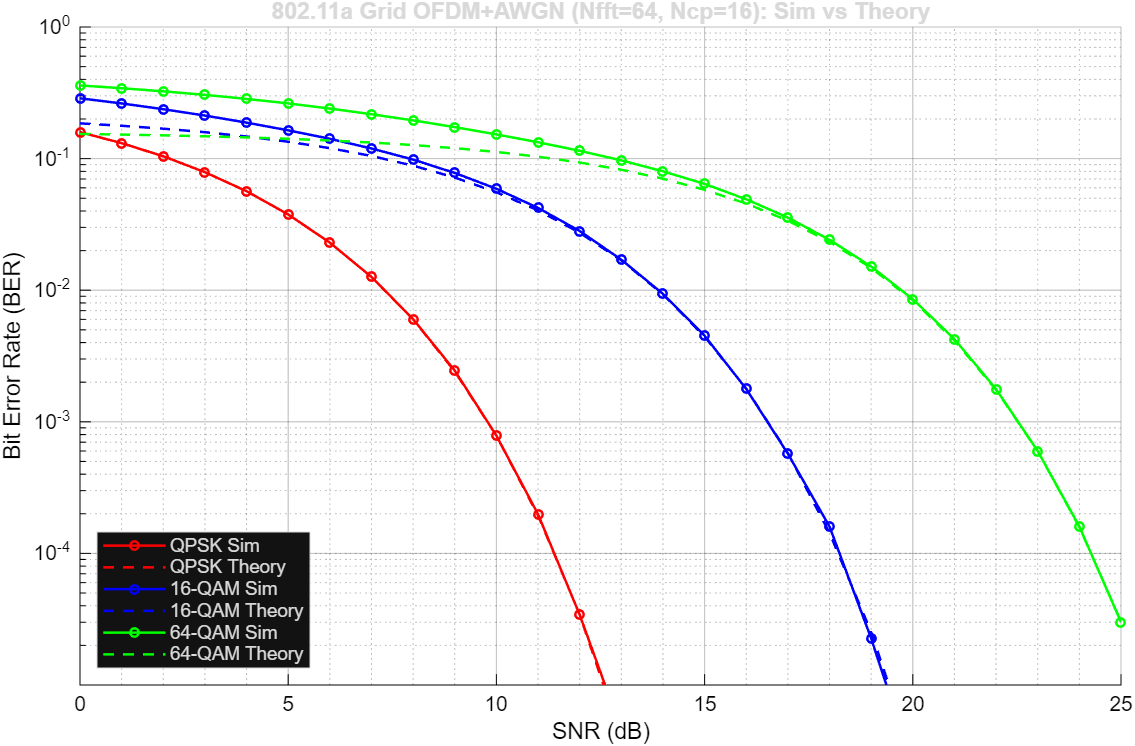 802.11a Grid OFDM+AWGN (Nfft=64, Ncp=16): Sim vs Theory
10⁰
10⁻¹
10⁻²
10⁻³
10⁻⁴
Bit Error Rate (BER)
QPSK Sim
QPSK Theory
16-QAM Sim
16-QAM Theory
64-QAM Sim
64-QAM Theory
0 5 10 15 20 25
SNR (dB)